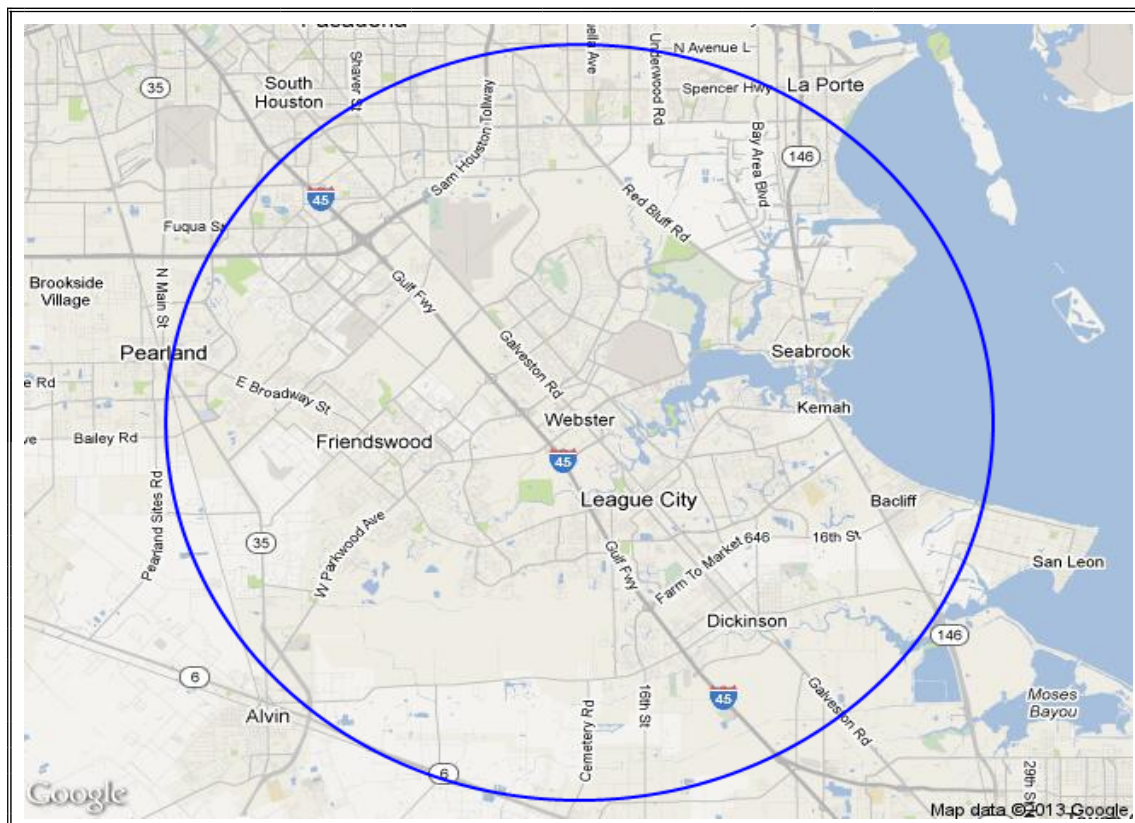 Pasadena
South
Houston
Shaver St
35
Sam Houston Tollway
Underwood Rd
N Avenue L
Spencer Hwy
La Porte
Bay Area Blvd
146
45
Fuqua St
Red Bluff Rd
Brookside
Village
N Main St
Gulf Fwy
Galveston Rd
Pearland
Seabrook
E Broadway St
Webster
Kemah
Bailey Rd
Friendswood
45
League City
Bacliff
Pearland Sites Rd
35
W Parkwood Ave
Gulf Fwy
Farm To Market 646
16th St
San Leon
Dickinson
146
6
45
16th St
Galveston Rd
Moses
Bayou
Alvin
Cemetery Rd
6
Google
Map data ©2013 Google